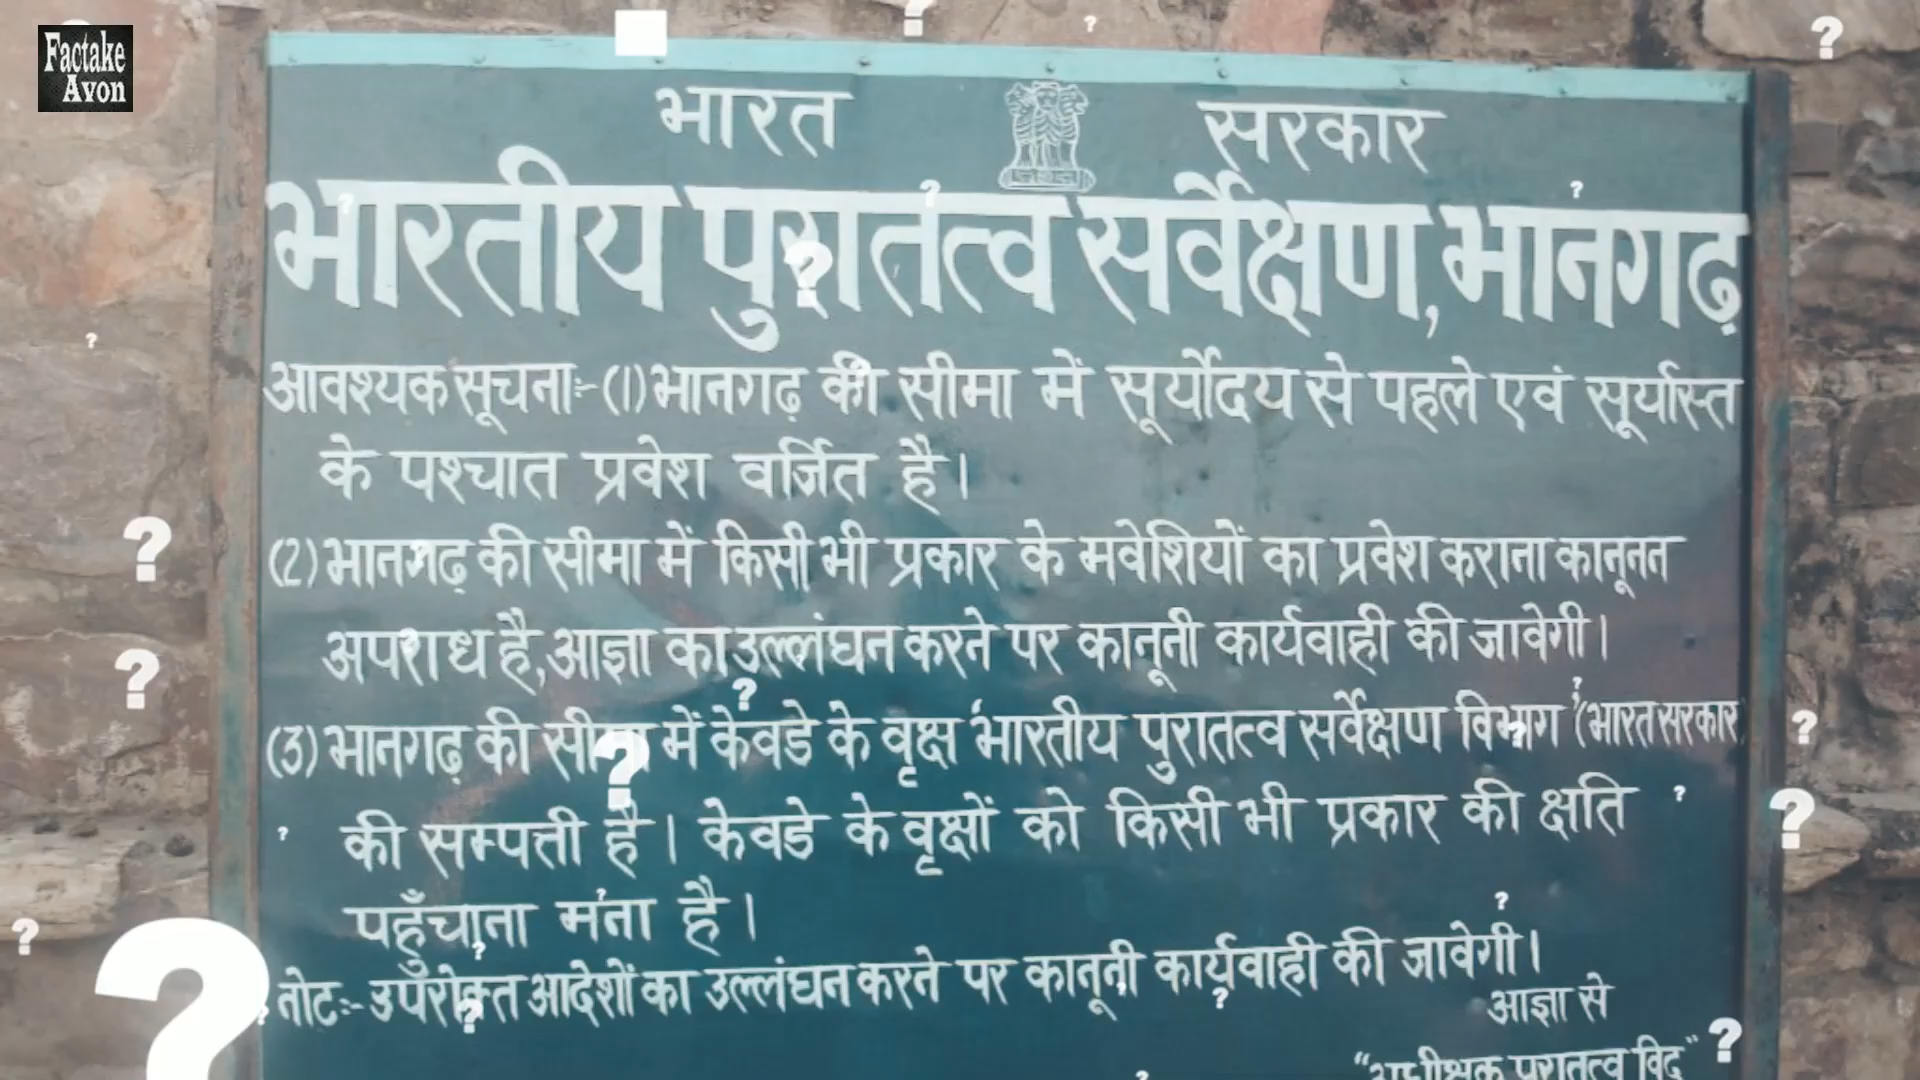 Factake
Avon
भारत सरकार
भारतीय पुरातत्व सर्वेक्षण, भानगढ़
आवश्यक सूचनाः- (1) भानगढ़ की सीमा में सूर्योदय से पहले एवं सूर्यास्त
के पश्चात प्रवेश वर्जित है।
(2) भानगढ़ की सीमा में किसी भी प्रकार के मवेशियों का प्रवेश कराना कानूनन
अपराध है, आज्ञा का उल्लंघन करने पर कानूनी कार्यवाही की जावेगी।
(3) भानगढ़ की सीमा में केवडे के वृक्ष 'भारतीय पुरातत्व सर्वेक्षण विभाग' (भारत सरकार)
की सम्पत्ती है। केवडे के वृक्षों को किसी भी प्रकार की क्षति
पहुँचाना मना है।
नोटः- उपरोक्त आदेशों का उल्लंघन करने पर कानूनी कार्यवाही की जावेगी।
आज्ञा से
"अधीक्षक पुरातत्व विद"